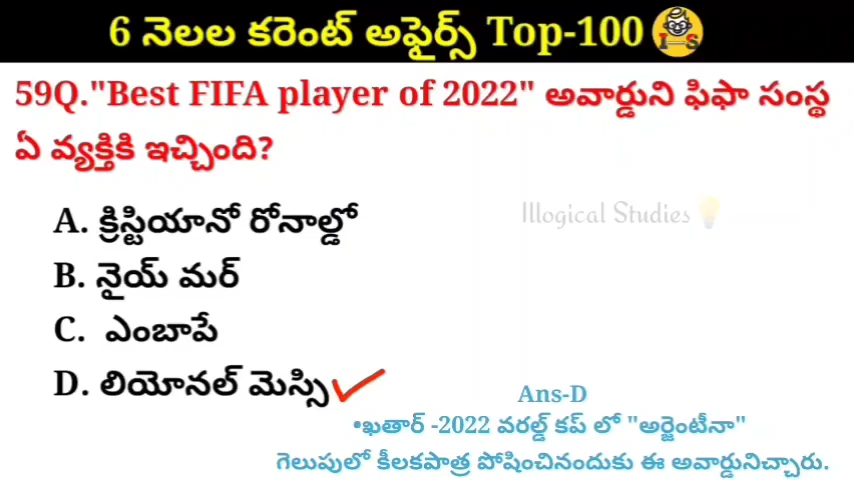 6 నెలల కరెంట్ అఫైర్స్ Top-100
I S
59Q."Best FIFA player of 2022" అవార్డుని ఫిఫా సంస్థ
ఏ వ్యక్తికి ఇచ్చింది?
A. క్రిస్టియానో రోనాల్డో
Illogical Studies
B. నైయ్ మర్
C. ఎంబాపే
D. లియోనల్ మెస్సి
Ans-D
•ఖతార్ -2022 వరల్డ్ కప్ లో "అర్జెంటీనా"
గెలుపులో కీలకపాత్ర పోషించినందుకు ఈ అవార్డునిచ్చారు.